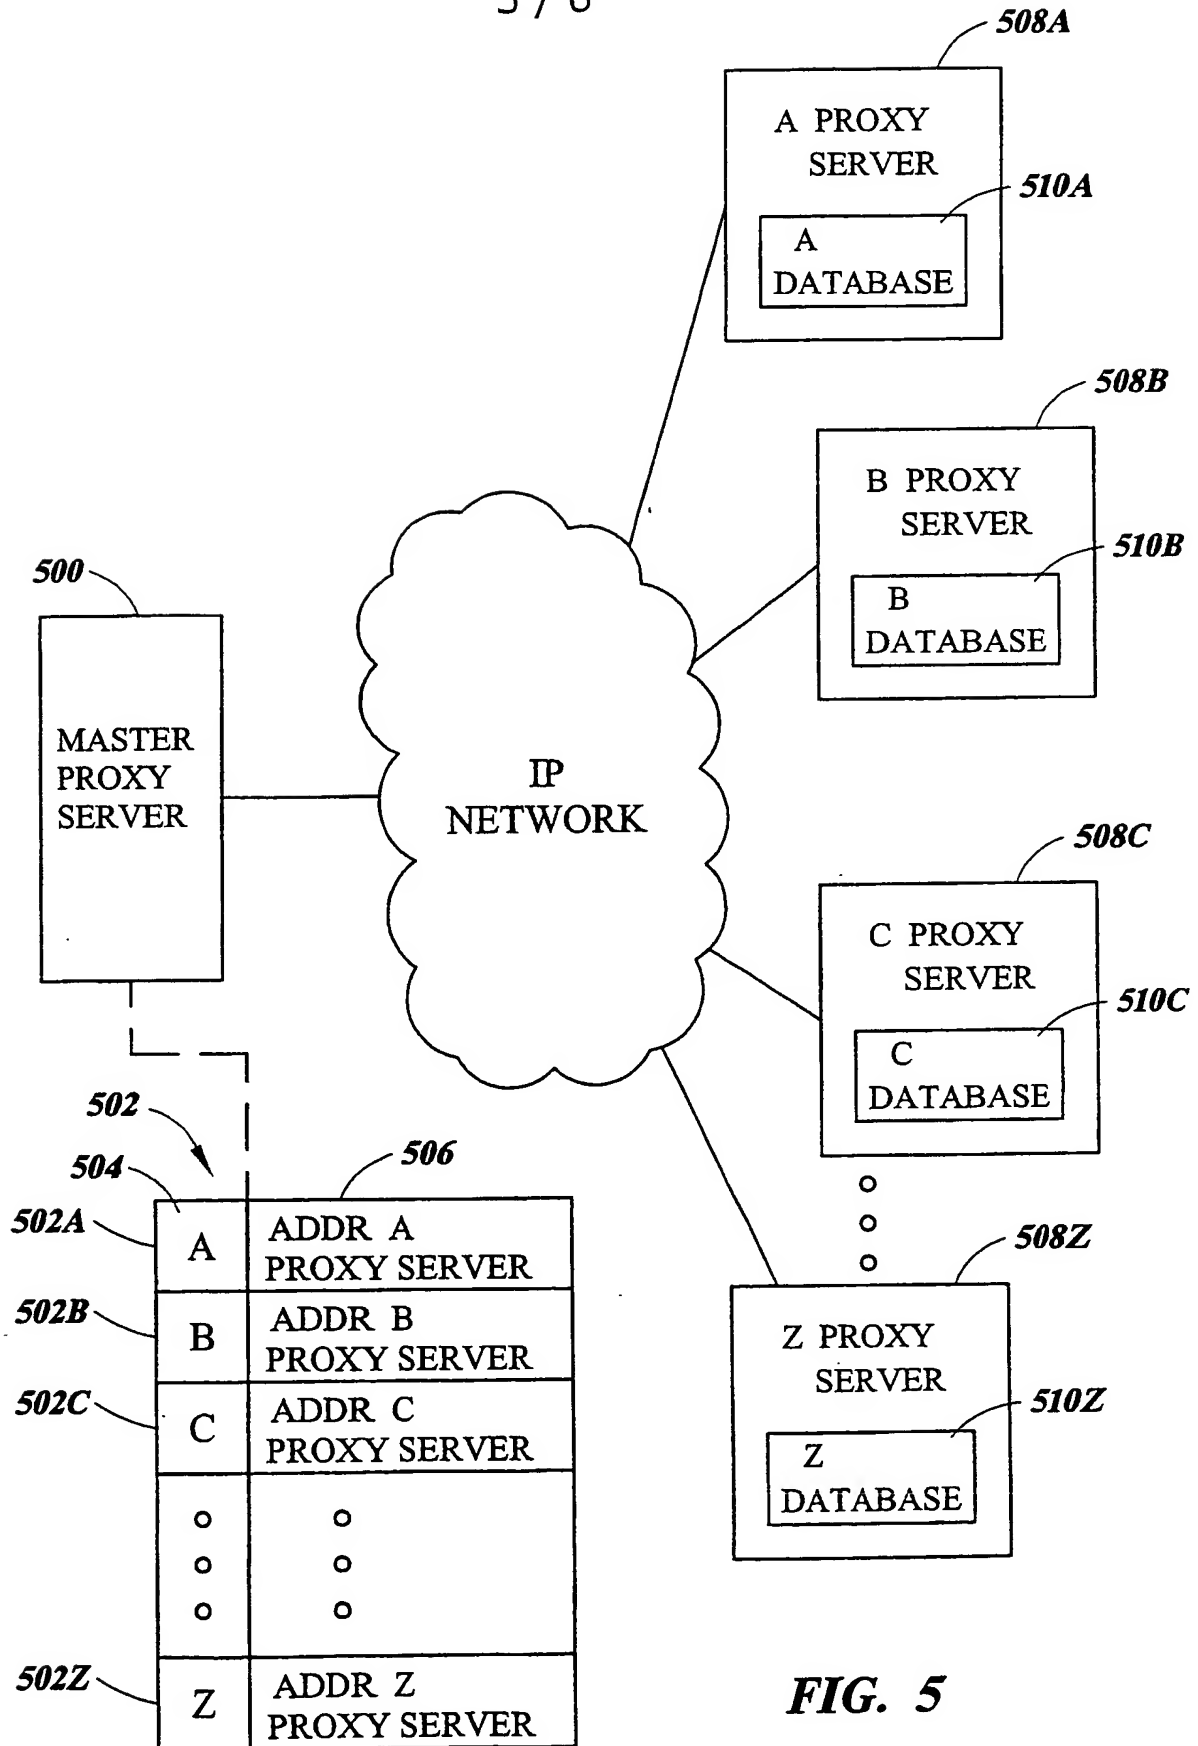 508A
A PROXY
SERVER
510A
A
DATABASE
508B
B PROXY
SERVER
510B
B
DATABASE
500
MASTER
PROXY
SERVER
IP
NETWORK
508C
C PROXY
SERVER
510C
C
DATABASE
502
504
506
502A
A
ADDR A
PROXY SERVER
502B
B
ADDR B
PROXY SERVER
502C
C
ADDR C
PROXY SERVER
502Z
Z
ADDR Z
PROXY SERVER
508Z
Z PROXY
SERVER
510Z
Z
DATABASE
FIG. 5